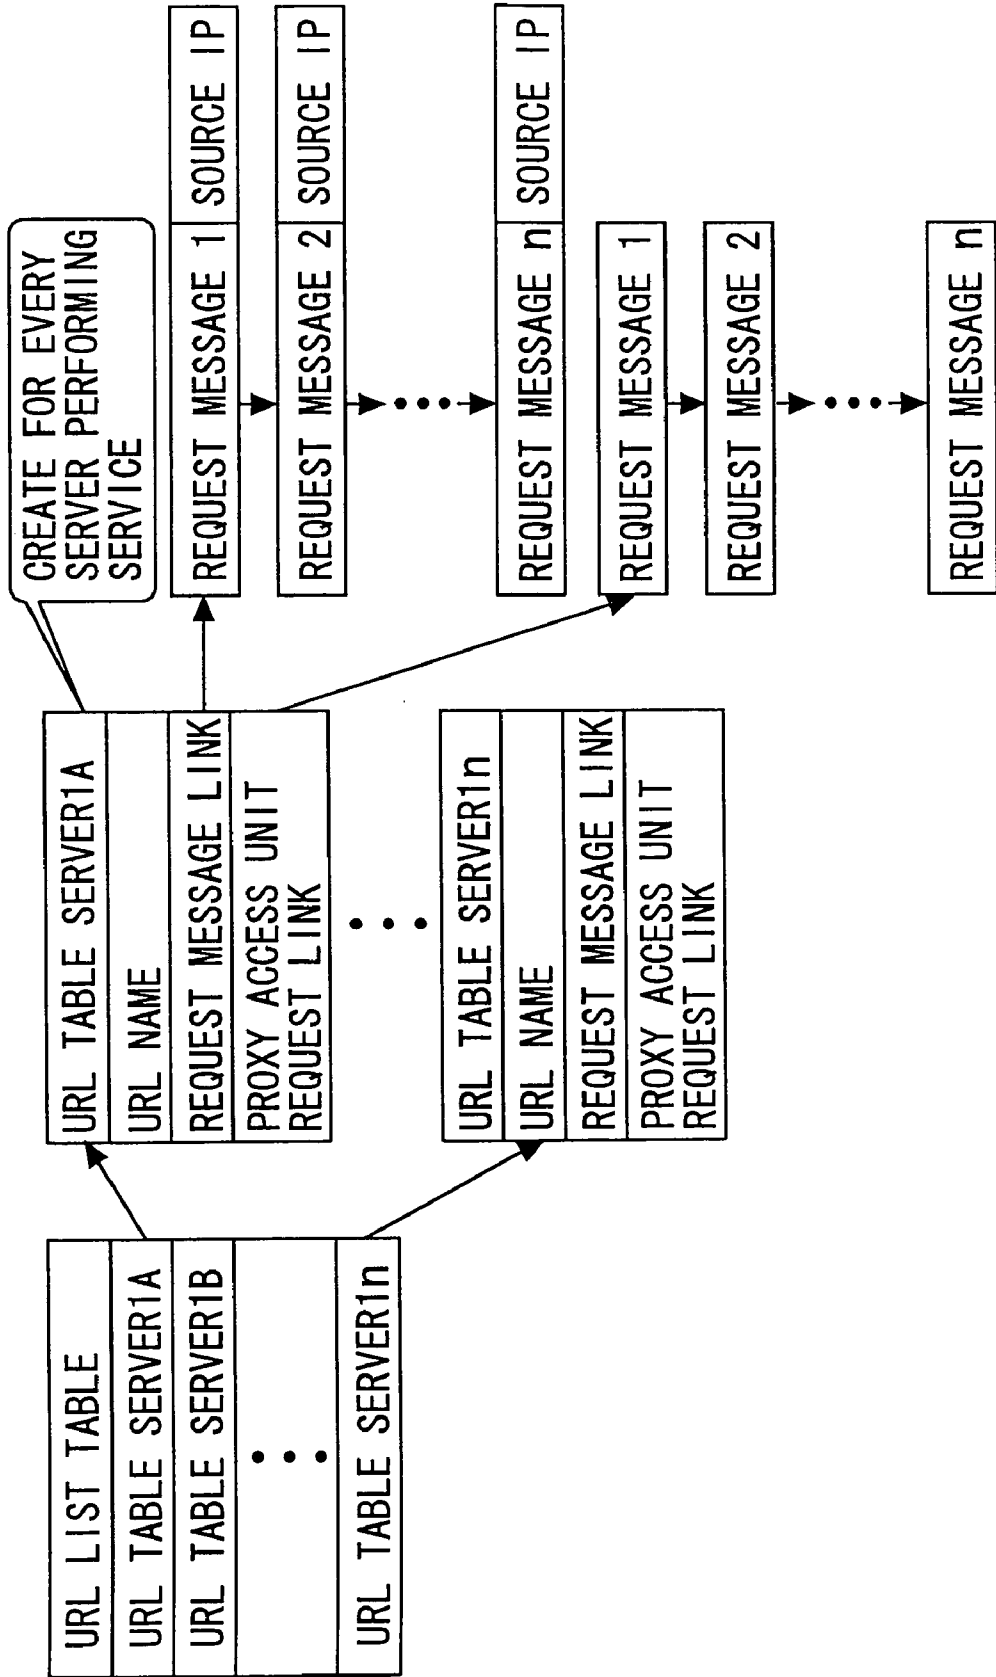 URL LIST TABLE
URL TABLE SERVER1A
URL TABLE SERVER1B
URL TABLE SERVER1n
URL TABLE SERVER1A
URL NAME
REQUEST MESSAGE LINK
PROXY ACCESS UNIT
REQUEST LINK
URL TABLE SERVER1n
URL NAME
REQUEST MESSAGE LINK
PROXY ACCESS UNIT
REQUEST LINK
CREATE FOR EVERY
SERVER PERFORMING
SERVICE
REQUEST MESSAGE 1 SOURCE IP
REQUEST MESSAGE 2 SOURCE IP
REQUEST MESSAGE n SOURCE IP
REQUEST MESSAGE 1
REQUEST MESSAGE 2
REQUEST MESSAGE n